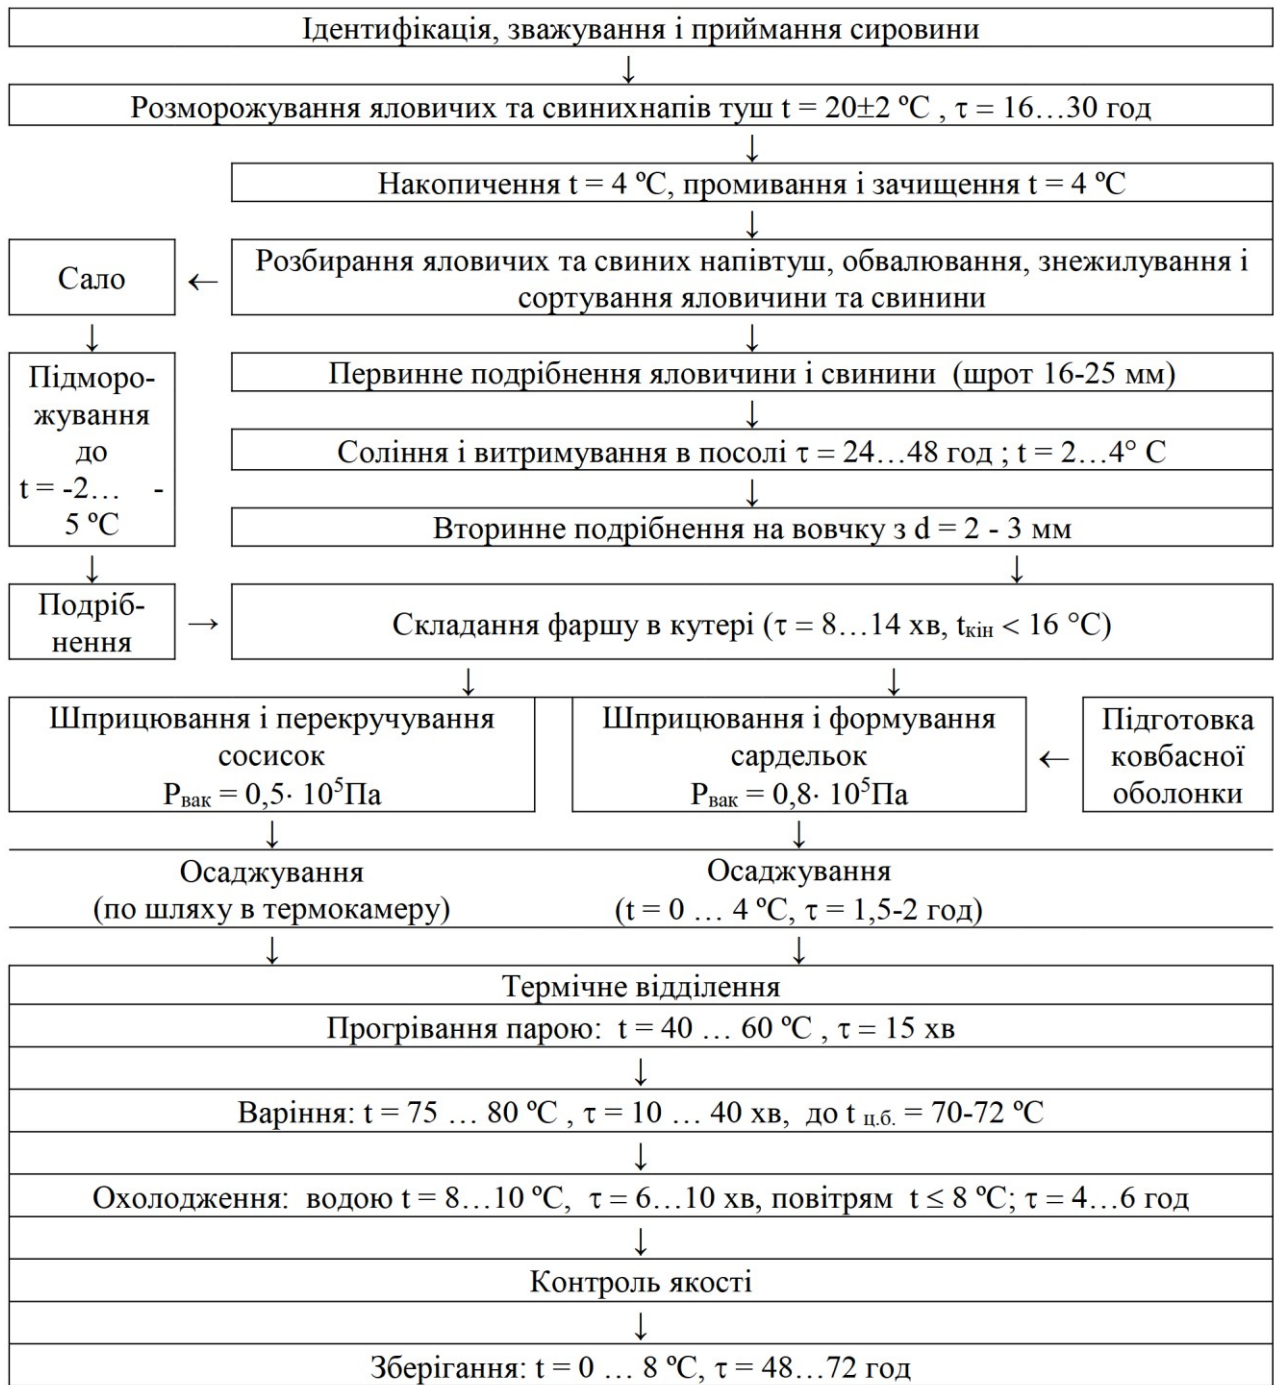 Ідентифікація, зважування і приймання сировини
↓
Розморожування яловичих та свинихнапів туш t = 20±2 ºС , τ = 16…30 год
↓
Накопичення t = 4 ºС, промивання і зачищення t = 4 ºС
↓
Сало
←
Розбирання яловичих та свиних напівтуш, обвалювання, знежилування і
сортування яловичини та свинини
↓
↓
Підморо-
жування
до
t = -2… -
5 ºС
Первинне подрібнення яловичини і свинини (шрот 16-25 мм)
↓
Соління і витримування в посолі τ = 24…48 год ; t = 2…4° С
↓
Вторинне подрібнення на вовчку з d = 2 - 3 мм
↓
↓
Подріб-
нення
→
Складання фаршу в кутері (τ = 8…14 хв, tкін < 16 °С)
↓
↓
Шприцювання і перекручування
сосисок
Рвак = 0,5· 10⁵Па
Шприцювання і формування
сардельок
Рвак = 0,8· 10⁵Па
←
Підготовка
ковбасної
оболонки
↓
↓
Осаджування
(по шляху в термокамеру)
Осаджування
(t = 0 … 4 ºС, τ = 1,5-2 год)
↓
↓
Термічне відділення
Прогрівання парою: t = 40 … 60 ºС , τ = 15 хв
↓
Варіння: t = 75 … 80 ºС , τ = 10 … 40 хв, до t ц.б. = 70-72 ºС
↓
Охолодження: водою t = 8…10 ºС, τ = 6…10 хв, повітрям t ≤ 8 ºС; τ = 4…6 год
↓
Контроль якості
↓
Зберігання: t = 0 … 8 ºС, τ = 48…72 год